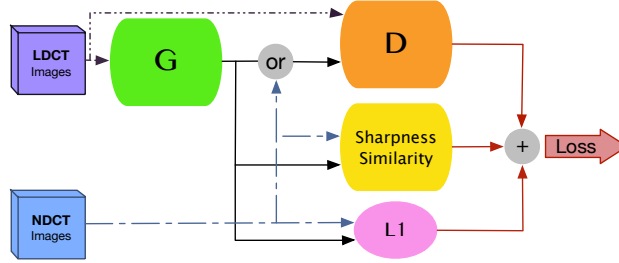 LDCT
Images
G
or
D
Sharpness
Similarity
+
Loss
NDCT
Images
L1